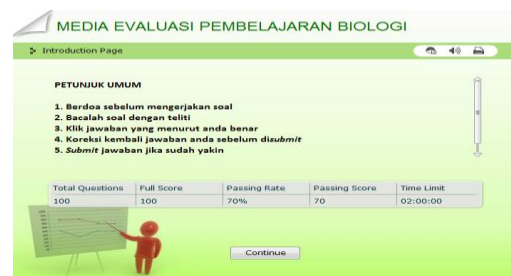 MEDIA EVALUASI PEMBELAJARAN BIOLOGI
Introduction Page
PETUNJUK UMUM
1. Berdoa sebelum mengerjakan soal
2. Bacalah soal dengan teliti
3. Klik jawaban yang menurut anda benar
4. Koreksi kembali jawaban anda sebelum disubmit
5. Submit jawaban jika sudah yakin
Total Questions Full Score Passing Rate Passing Score Time Limit
100 100 70% 70 02:00:00
Continue